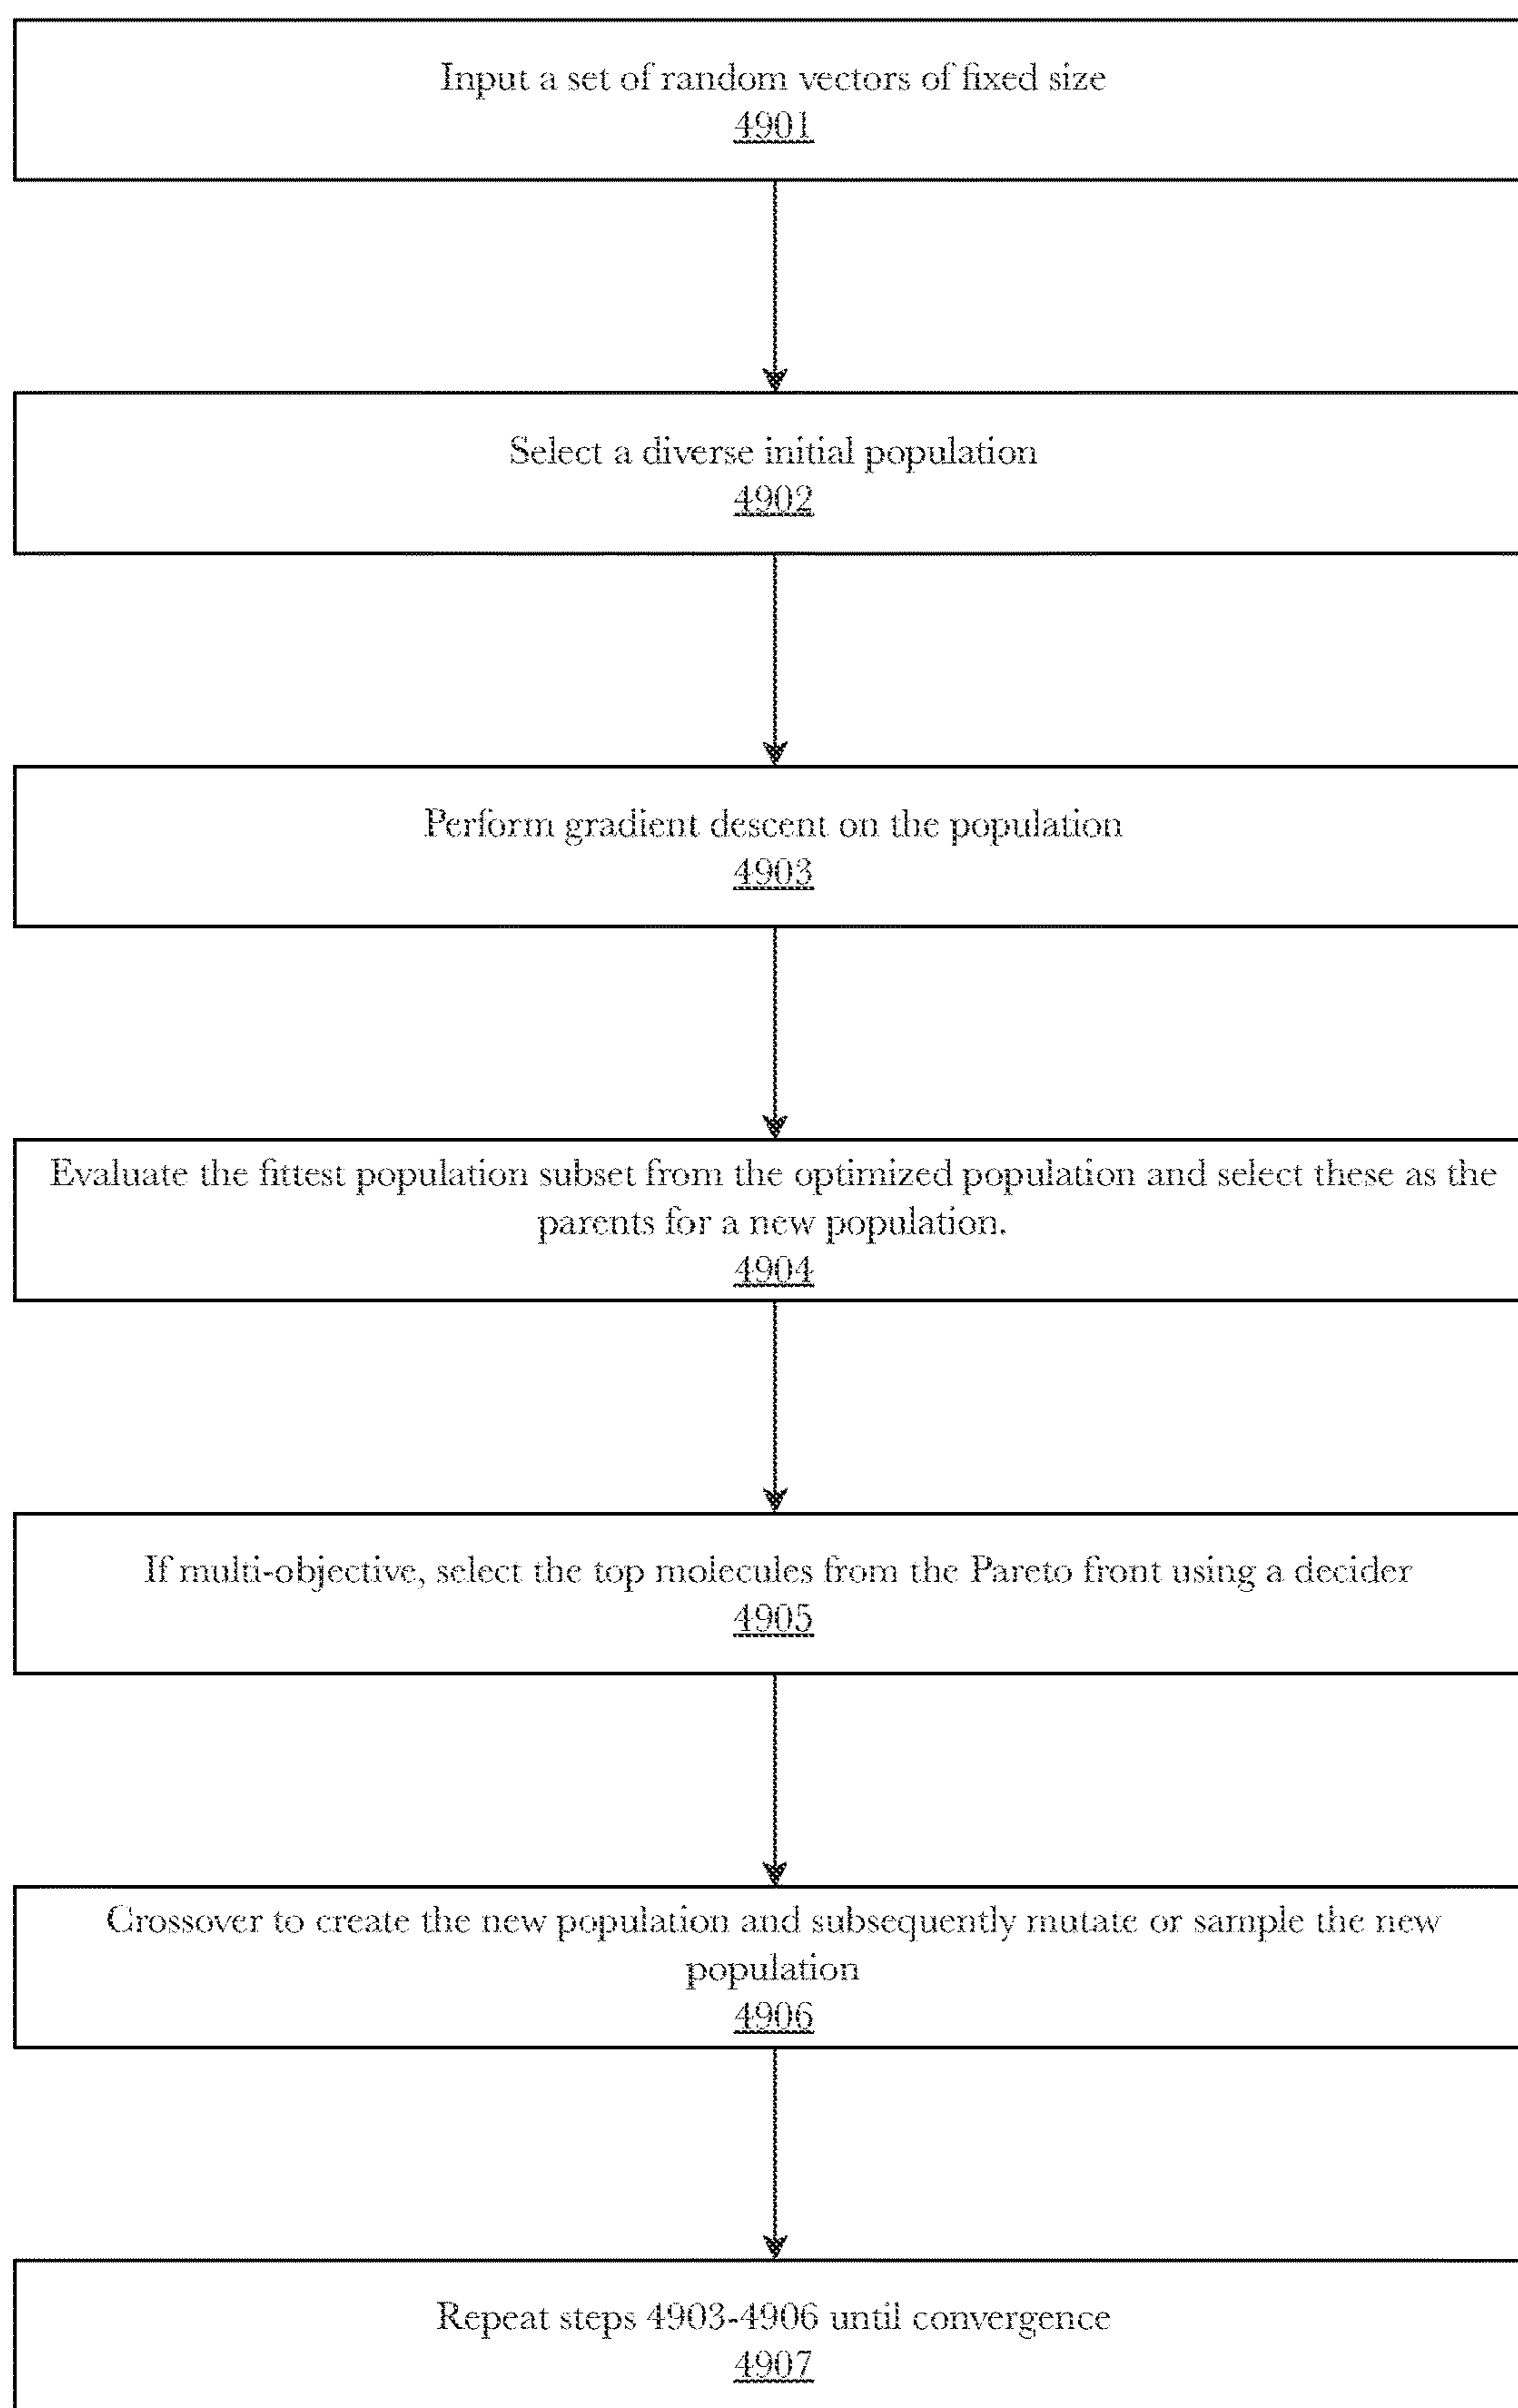 Input a set of random vectors of fixed size
4901
Select a diverse initial population
4902
Perform gradient descent on the population
4903
Evaluate the fittest population subset from the optimized population and select these as the
parents for a new population.
4904
If multi-objective, select the top molecules from the Pareto front using a decider
4905
Crossover to create the new population and subsequently mutate or sample the new
population
4906
Repeat steps 4903-4906 until convergence
4907